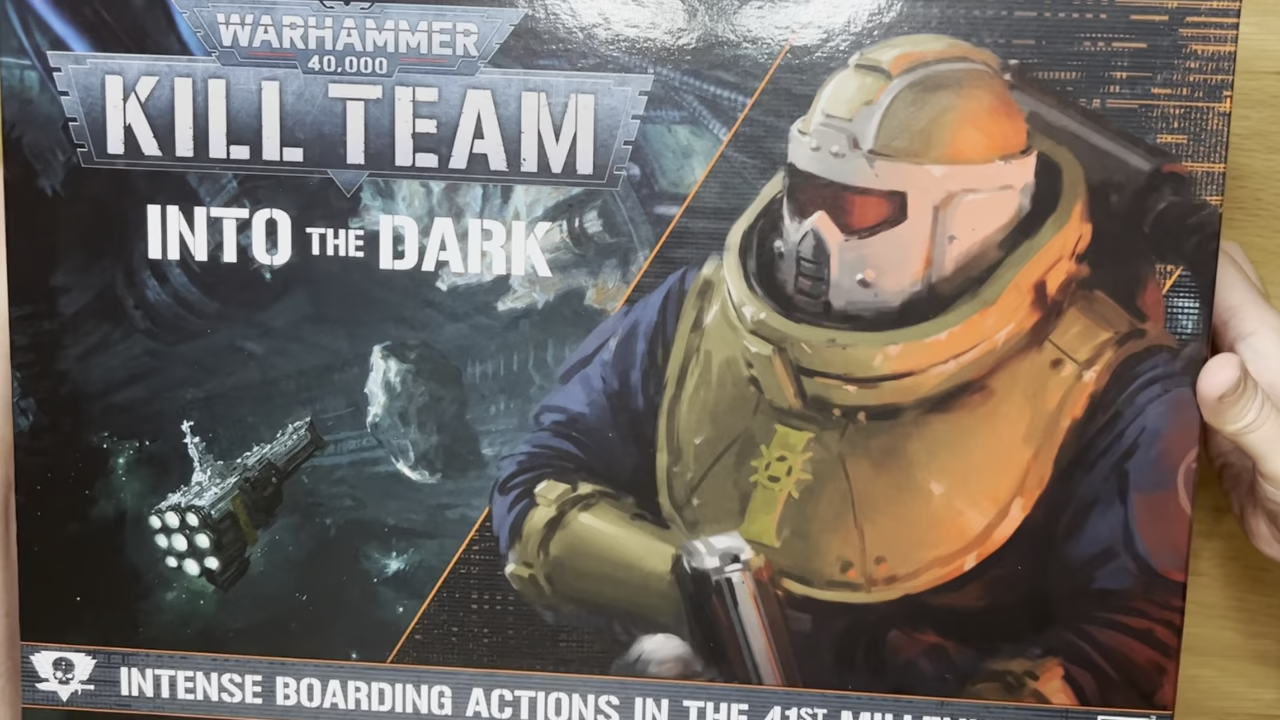 WARHAMMER
40,000
KILL TEAM
INTO THE DARK
INTENSE BOARDING ACTIONS IN THE 41ST